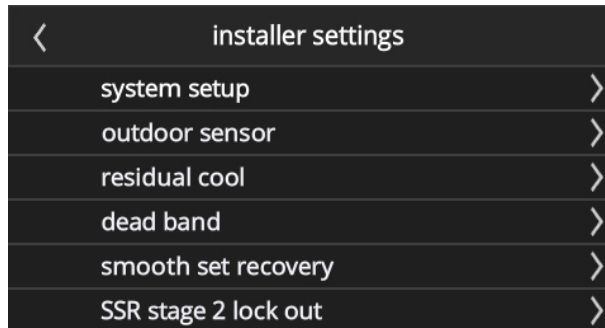 installer settings
system setup
outdoor sensor
residual cool
dead band
smooth set recovery
SSR stage 2 lock out